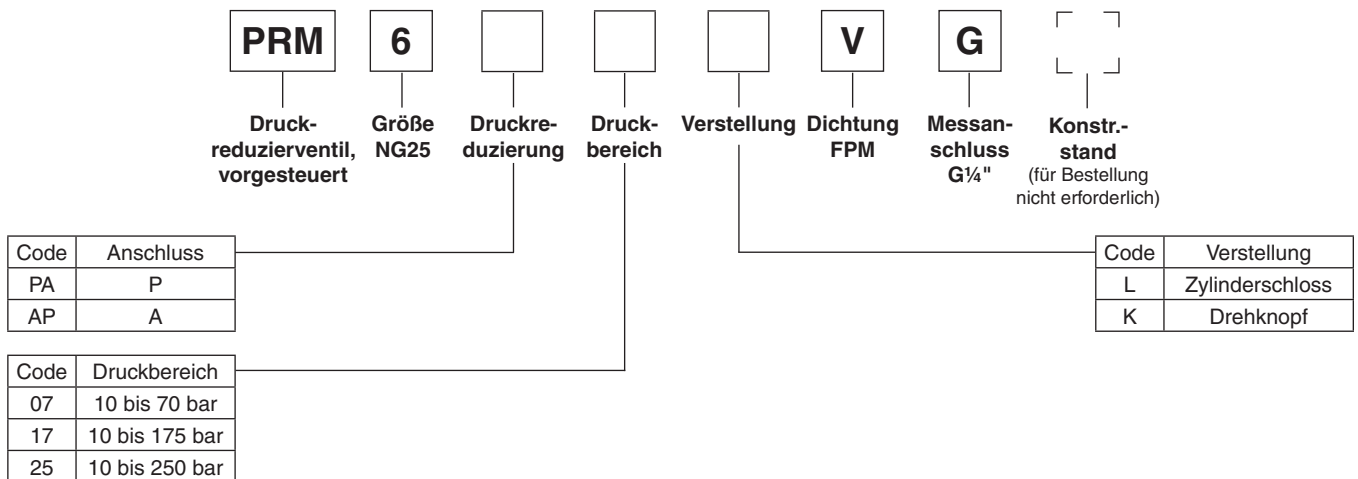 PRM 6 V G
Druck-
reduzierventil,
vorgesteuert
Größe
NG25
Druckre-
duzierung
Druck-
bereich
Verstellung
Dichtung
FPM
Messan-
schluss
G¼"
Konstr.-
stand
(für Bestellung
nicht erforderlich)
Code Anschluss
PA P
AP A
Code Druckbereich
07 10 bis 70 bar
17 10 bis 175 bar
25 10 bis 250 bar
Code Verstellung
L Zylinderschloss
K Drehknopf